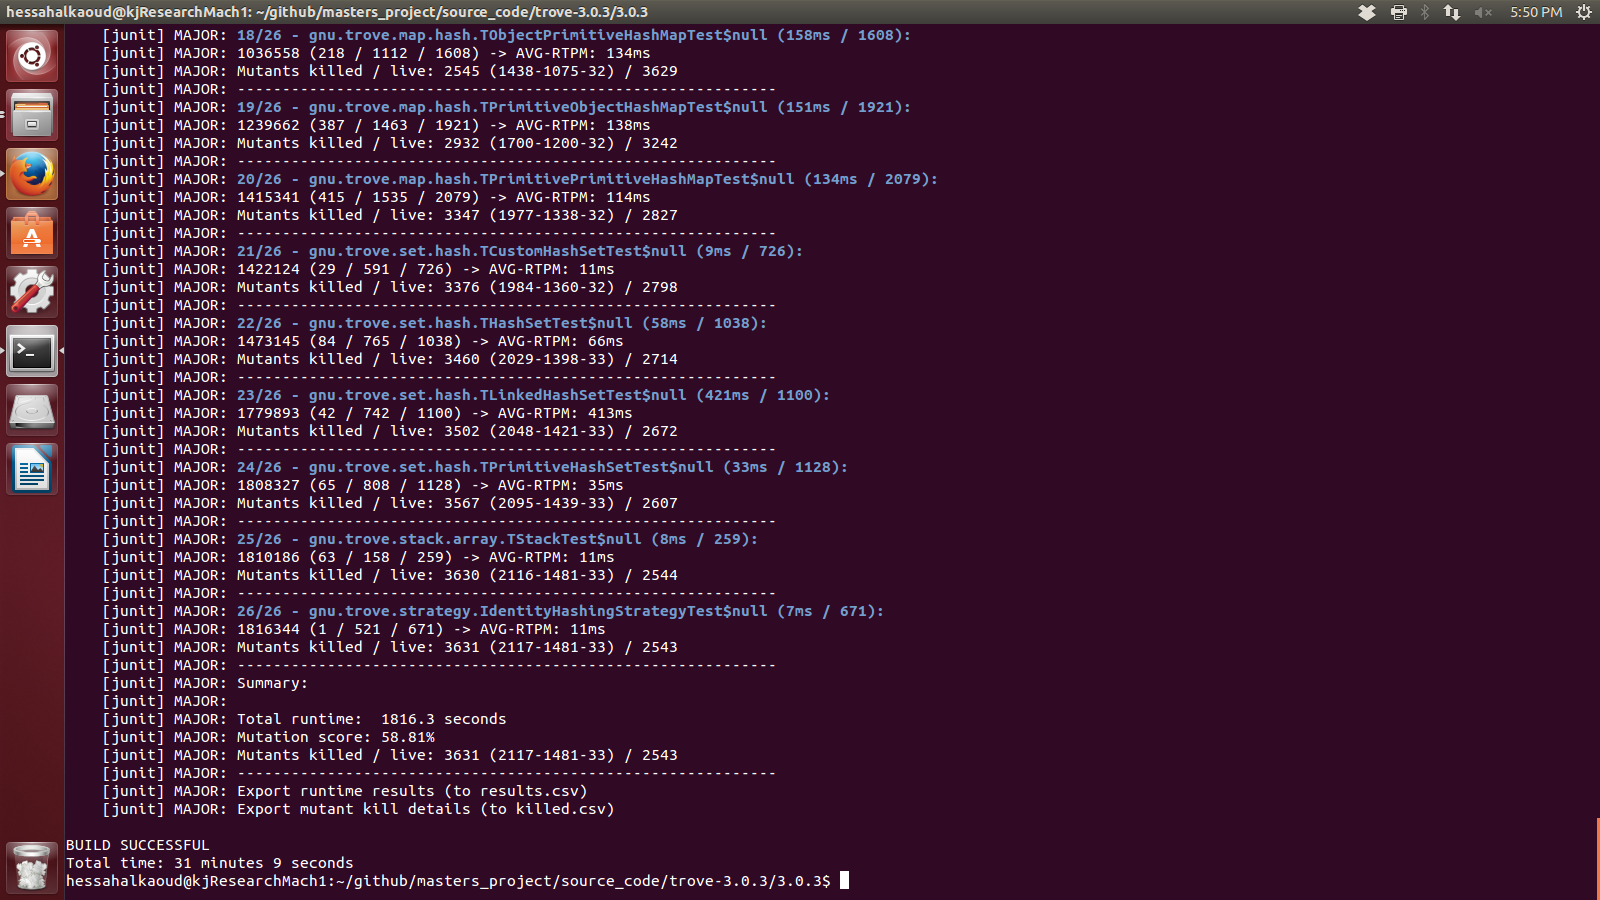 hessahalkaoud@kjResearchMach1: ~/github/masters_project/source_code/trove-3.0.3/3.0.3
5:50 PM
[junit] MAJOR: 18/26 - gnu.trove.map.hash.TObjectPrimitiveHashMapTest$null (158ms / 1608):
[junit] MAJOR: 1036558 (218 / 1112 / 1608) -> AVG-RTPM: 134ms
[junit] MAJOR: Mutants killed / live: 2545 (1438-1075-32) / 3629
[junit] MAJOR: ------------------------------------------------------------
[junit] MAJOR: 19/26 - gnu.trove.map.hash.TPrimitiveObjectHashMapTest$null (151ms / 1921):
[junit] MAJOR: 1239662 (387 / 1463 / 1921) -> AVG-RTPM: 138ms
[junit] MAJOR: Mutants killed / live: 2932 (1700-1200-32) / 3242
[junit] MAJOR: ------------------------------------------------------------
[junit] MAJOR: 20/26 - gnu.trove.map.hash.TPrimitivePrimitiveHashMapTest$null (134ms / 2079):
[junit] MAJOR: 1415341 (415 / 1535 / 2079) -> AVG-RTPM: 114ms
[junit] MAJOR: Mutants killed / live: 3347 (1977-1338-32) / 2827
[junit] MAJOR: ------------------------------------------------------------
[junit] MAJOR: 21/26 - gnu.trove.set.hash.TCustomHashSetTest$null (9ms / 726):
[junit] MAJOR: 1422124 (29 / 591 / 726) -> AVG-RTPM: 11ms
[junit] MAJOR: Mutants killed / live: 3376 (1984-1360-32) / 2798
[junit] MAJOR: ------------------------------------------------------------
[junit] MAJOR: 22/26 - gnu.trove.set.hash.THashSetTest$null (58ms / 1038):
[junit] MAJOR: 1473145 (84 / 765 / 1038) -> AVG-RTPM: 66ms
[junit] MAJOR: Mutants killed / live: 3460 (2029-1398-33) / 2714
[junit] MAJOR: ------------------------------------------------------------
[junit] MAJOR: 23/26 - gnu.trove.set.hash.TLinkedHashSetTest$null (421ms / 1100):
[junit] MAJOR: 1779893 (42 / 742 / 1100) -> AVG-RTPM: 413ms
[junit] MAJOR: Mutants killed / live: 3502 (2048-1421-33) / 2672
[junit] MAJOR: ------------------------------------------------------------
[junit] MAJOR: 24/26 - gnu.trove.set.hash.TPrimitiveHashSetTest$null (33ms / 1128):
[junit] MAJOR: 1808327 (65 / 808 / 1128) -> AVG-RTPM: 35ms
[junit] MAJOR: Mutants killed / live: 3567 (2095-1439-33) / 2607
[junit] MAJOR: ------------------------------------------------------------
[junit] MAJOR: 25/26 - gnu.trove.stack.array.TStackTest$null (8ms / 259):
[junit] MAJOR: 1810186 (63 / 158 / 259) -> AVG-RTPM: 11ms
[junit] MAJOR: Mutants killed / live: 3630 (2116-1481-33) / 2544
[junit] MAJOR: ------------------------------------------------------------
[junit] MAJOR: 26/26 - gnu.trove.strategy.IdentityHashingStrategyTest$null (7ms / 671):
[junit] MAJOR: 1816344 (1 / 521 / 671) -> AVG-RTPM: 11ms
[junit] MAJOR: Mutants killed / live: 3631 (2117-1481-33) / 2543
[junit] MAJOR: ------------------------------------------------------------
[junit] MAJOR: Summary:
[junit] MAJOR:
[junit] MAJOR: Total runtime:  1816.3 seconds
[junit] MAJOR: Mutation score: 58.81%
[junit] MAJOR: Mutants killed / live: 3631 (2117-1481-33) / 2543
[junit] MAJOR: ------------------------------------------------------------
[junit] MAJOR: Export runtime results (to results.csv)
[junit] MAJOR: Export mutant kill details (to killed.csv)
BUILD SUCCESSFUL
Total time: 31 minutes 9 seconds
hessahalkaoud@kjResearchMach1:~/github/masters_project/source_code/trove-3.0.3/3.0.3$